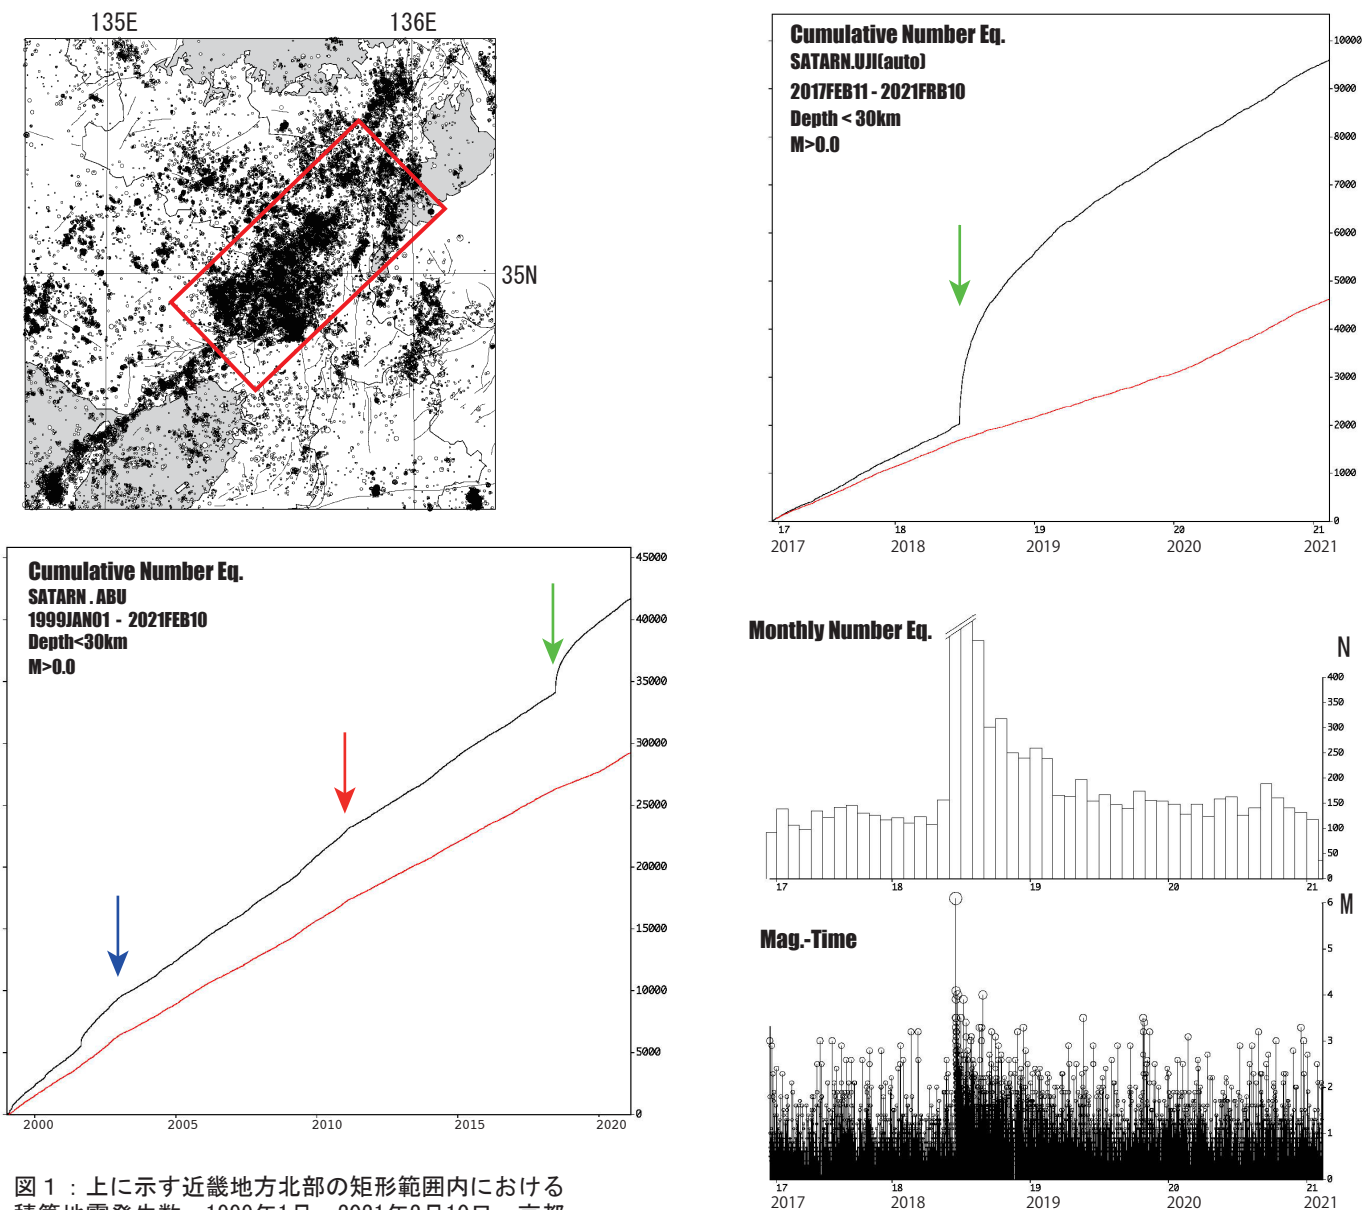 135E 136E
35N
Cumulative Number Eq.
SATARN.UJI(auto)
2017FEB11 - 2021FRB10
Depth < 30km
M>0.0
10000
9000
8000
7000
6000
5000
4000
3000
2000
1000
0
17 18 19 20 21
2017 2018 2019 2020 2021
Cumulative Number Eq.
SATARN . ABU
1999JAN01 - 2021FEB10
Depth<30km
M>0.0
45000
40000
35000
30000
25000
20000
15000
10000
5000
0
2000 2005 2010 2015 2020
Monthly Number Eq.
N
400
350
300
250
200
150
100
50
0
17 18 19 20 21
Mag.-Time
M
6
5
4
3
2
1
0
17 18 19 20 21
2017 2018 2019 2020 2021
図１：上に示す近畿地方北部の矩形範囲内における